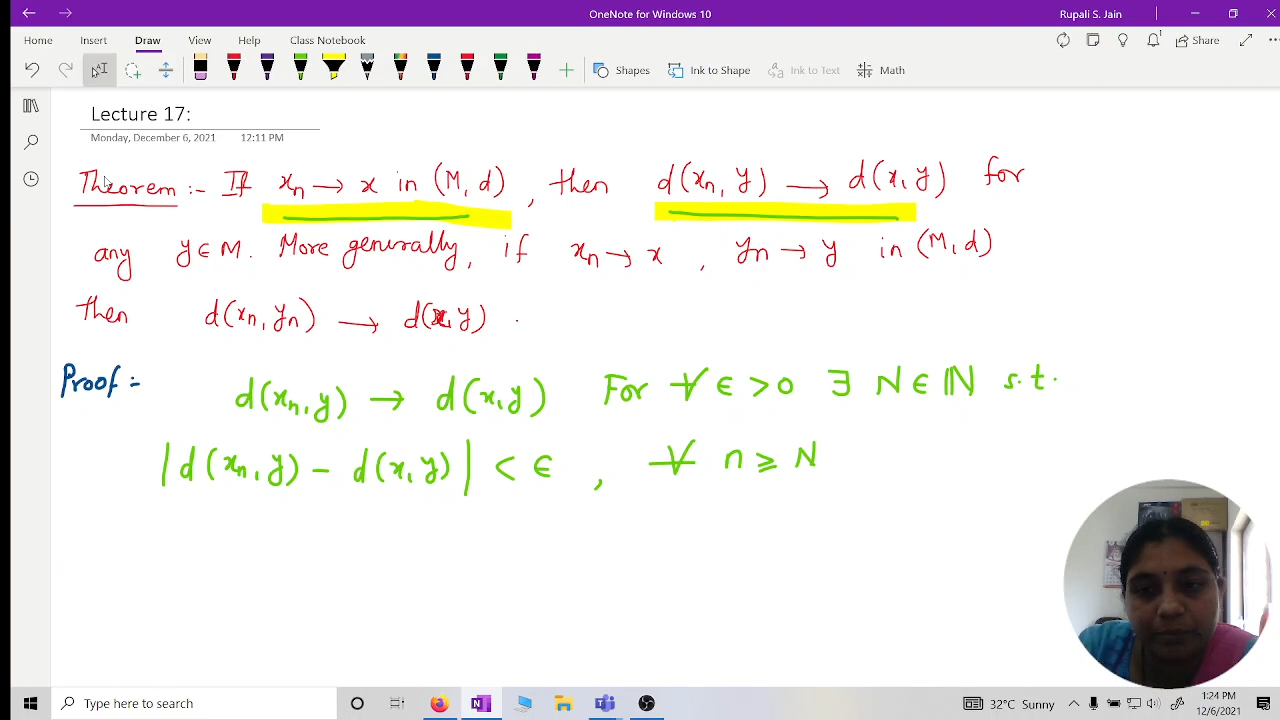 OneNote for Windows 10
Rupali S. Jain
Home Insert Draw View Help Class Notebook
Share
Shapes Ink to Shape Ink to Text Math
Lecture 17:
Monday, December 6, 2021 12:11 PM
Theorem :- If xₙ → x in (M, d), then d(xₙ, y) → d(x, y) for
any y ∈ M. More generally, if xₙ → x, yₙ → y in (M, d)
then d(xₙ, yₙ) → d(x, y).
Proof :- d(xₙ, y) → d(x, y) For ∀ ε > 0 ∃ N ∈ ℕ s.t.
|d(xₙ, y) - d(x, y)| < ε, ∀ n ≥ N
Type here to search
32°C Sunny
1:24 PM
12/6/2021